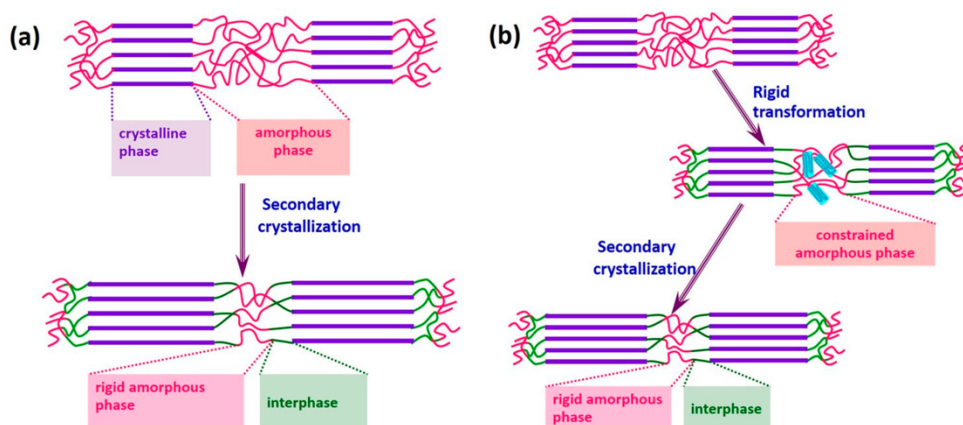 (a)
crystalline
phase
amorphous
phase
Secondary
crystallization
rigid amorphous
phase
interphase
(b)
Rigid
transformation
constrained
amorphous phase
Secondary
crystallization
rigid amorphous
phase
interphase